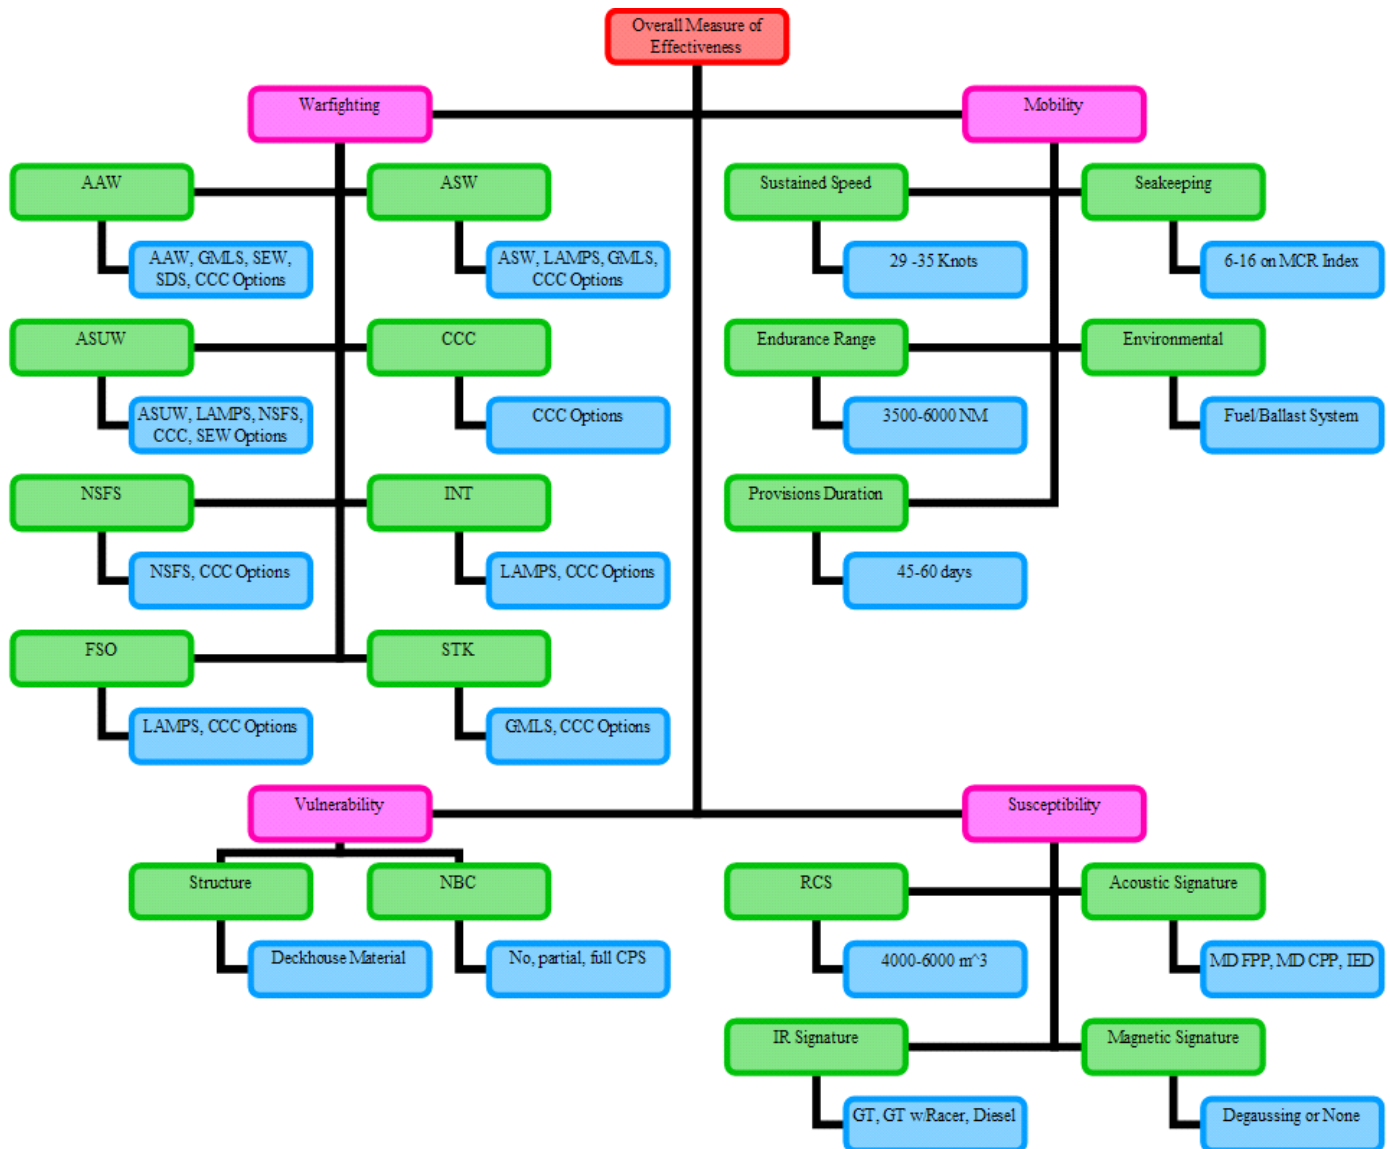 Overall Measure of
Effectiveness
Warfighting
Mobility
AAW
ASW
Sustained Speed
Seakeeping
AAW, GMLS, SEW,
SDS, CCC Options
ASW, LAMPS, GMLS,
CCC Options
29 -35 Knots
6-16 on MCR Index
ASUW
CCC
Endurance Range
Environmental
ASUW, LAMPS, NSFS,
CCC, SEW Options
CCC Options
3500-6000 NM
Fuel/Ballast System
NSFS
INT
Provisions Duration
NSFS, CCC Options
LAMPS, CCC Options
45-60 days
FSO
STK
LAMPS, CCC Options
GMLS, CCC Options
Vulnerability
Susceptibility
Structure
NBC
RCS
Acoustic Signature
Deckhouse Material
No, partial, full CPS
4000-6000 m^3
MD FPP, MD CPP, IED
IR Signature
Magnetic Signature
GT, GT w/Racer, Diesel
Degaussing or None